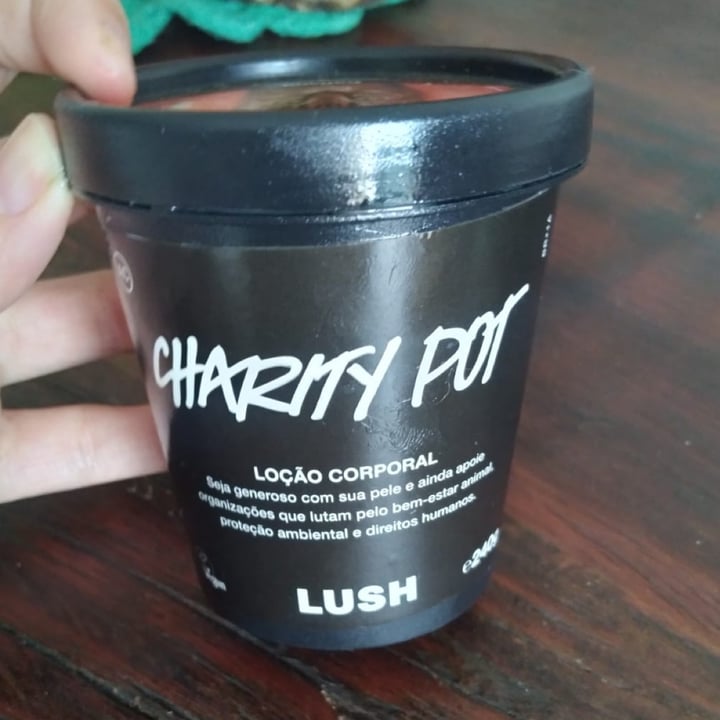 CHARITY POT
LOÇÃO CORPORAL
Seja generoso com sua pele e ainda apoie
organizações que lutam pelo bem-estar animal,
proteção ambiental e direitos humanos.
℮240g
LUSH